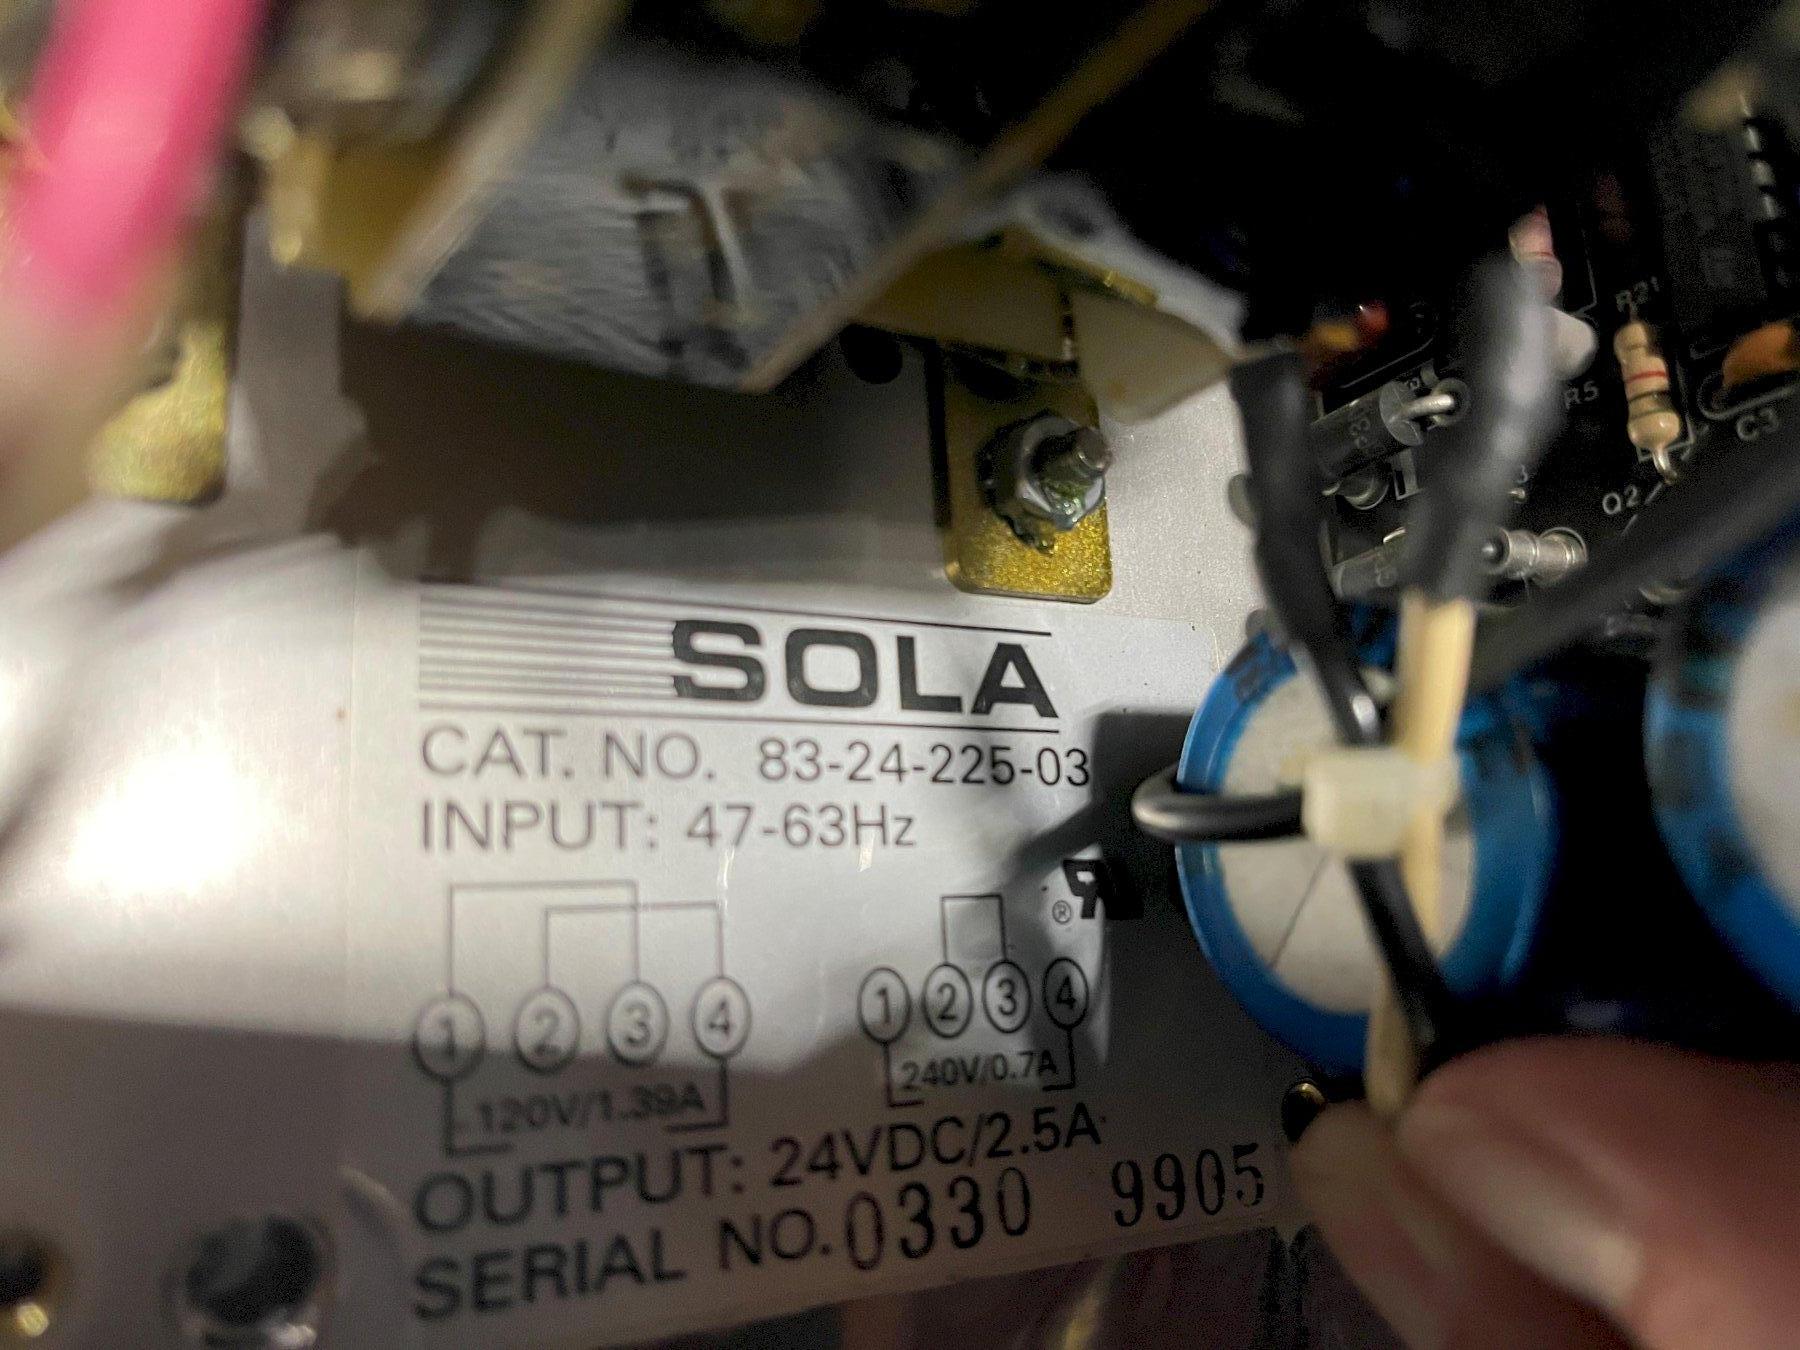 SOLA
CAT. NO. 83-24-225-03
INPUT: 47-63Hz
®
1 2 3 4
120V/1.39A
1 2 3 4
240V/0.7A
OUTPUT: 24VDC/2.5A
SERIAL NO. 0330 9905
R21
R5
C3
Q2